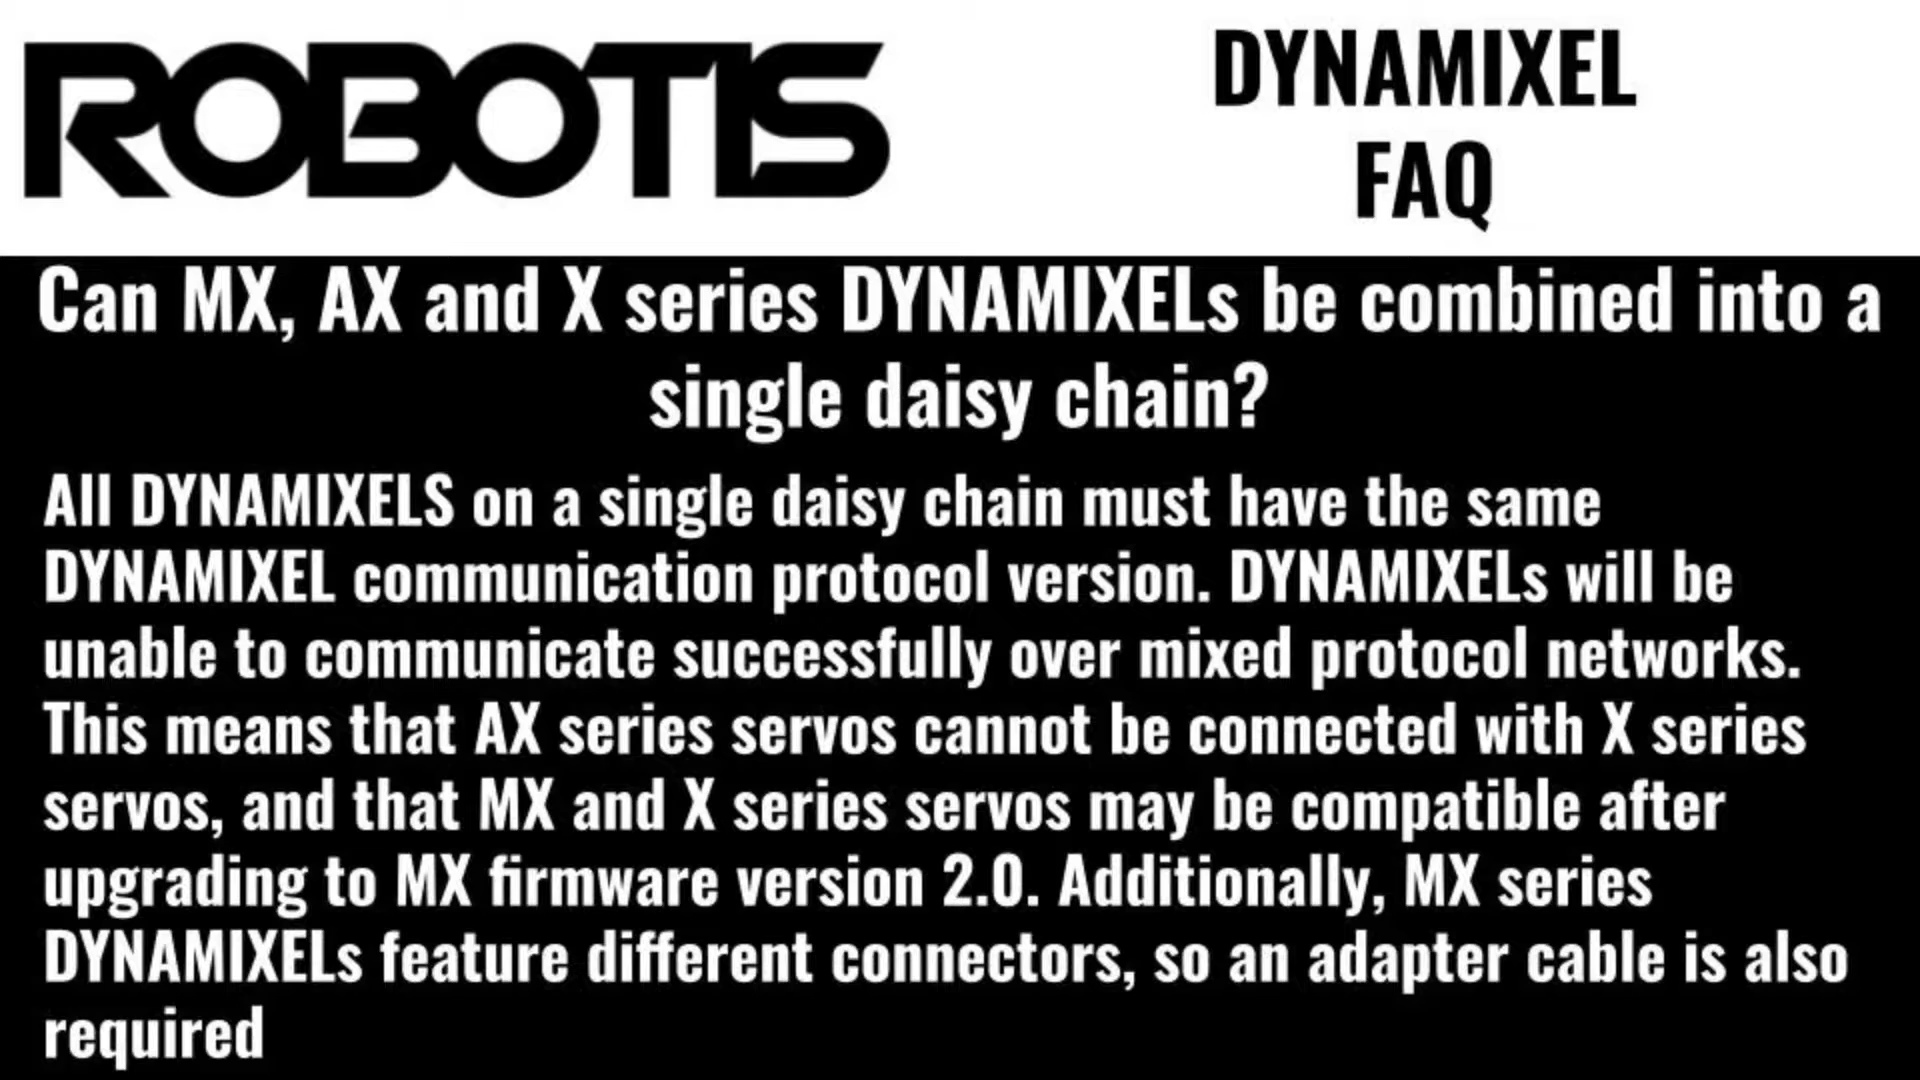 ROBOTIS
DYNAMIXEL
FAQ
Can MX, AX and X series DYNAMIXELs be combined into a
single daisy chain?
All DYNAMIXELS on a single daisy chain must have the same
DYNAMIXEL communication protocol version. DYNAMIXELs will be
unable to communicate successfully over mixed protocol networks.
This means that AX series servos cannot be connected with X series
servos, and that MX and X series servos may be compatible after
upgrading to MX firmware version 2.0. Additionally, MX series
DYNAMIXELs feature different connectors, so an adapter cable is also
required